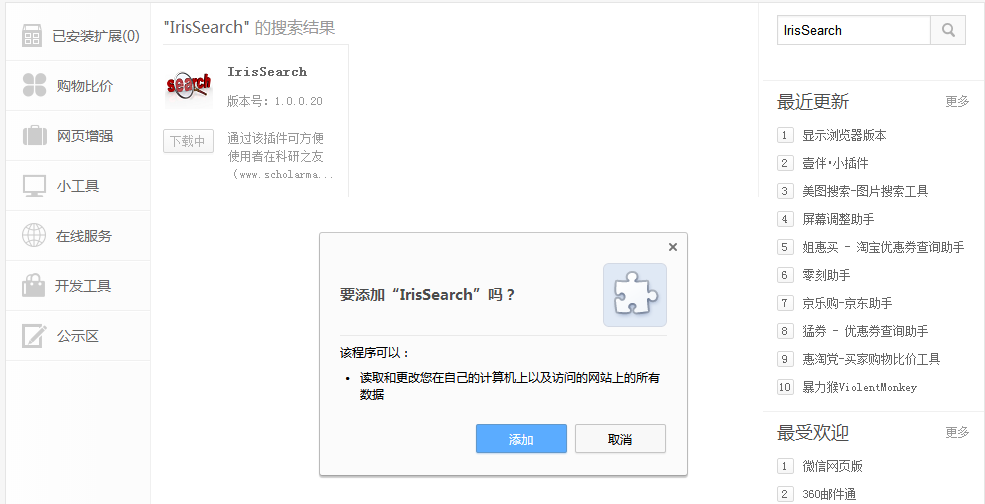 已安装扩展(0)
购物比价
网页增强
小工具
在线服务
开发工具
公示区
"IrisSearch" 的搜索结果
search
IrisSearch
版本号: 1.0.0.20
下载中
通过该插件可方便
使用者在科研之友
（www.scholarma...
要添加“IrisSearch”吗？
该程序可以：
• 读取和更改您在自己的计算机上以及访问的网站上的所有
数据
添加
取消
IrisSearch
最近更新 更多
1 显示浏览器版本
2 壹伴·小插件
3 美图搜索-图片搜索工具
4 屏幕调整助手
5 姐惠买 - 淘宝优惠券查询助手
6 零刻助手
7 京乐购-京东助手
8 猛券 - 优惠券查询助手
9 惠淘党-买家购物比价工具
10 暴力猴ViolentMonkey
最受欢迎 更多
1 微信网页版
2 360邮件通